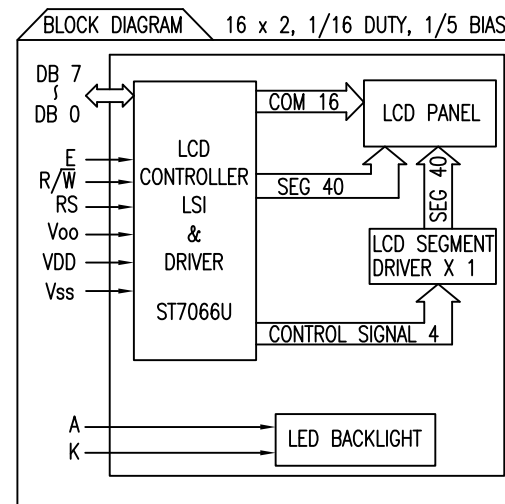 BLOCK DIAGRAM 16 x 2, 1/16 DUTY, 1/5 BIAS
DB 7
∫
DB 0
E
R/W̅
RS
Voo
VDD
Vss
LCD
CONTROLLER
LSI
&
DRIVER
ST7066U
COM 16
SEG 40
CONTROL SIGNAL 4
LCD PANEL
SEG 40
LCD SEGMENT
DRIVER X 1
A
K
LED BACKLIGHT